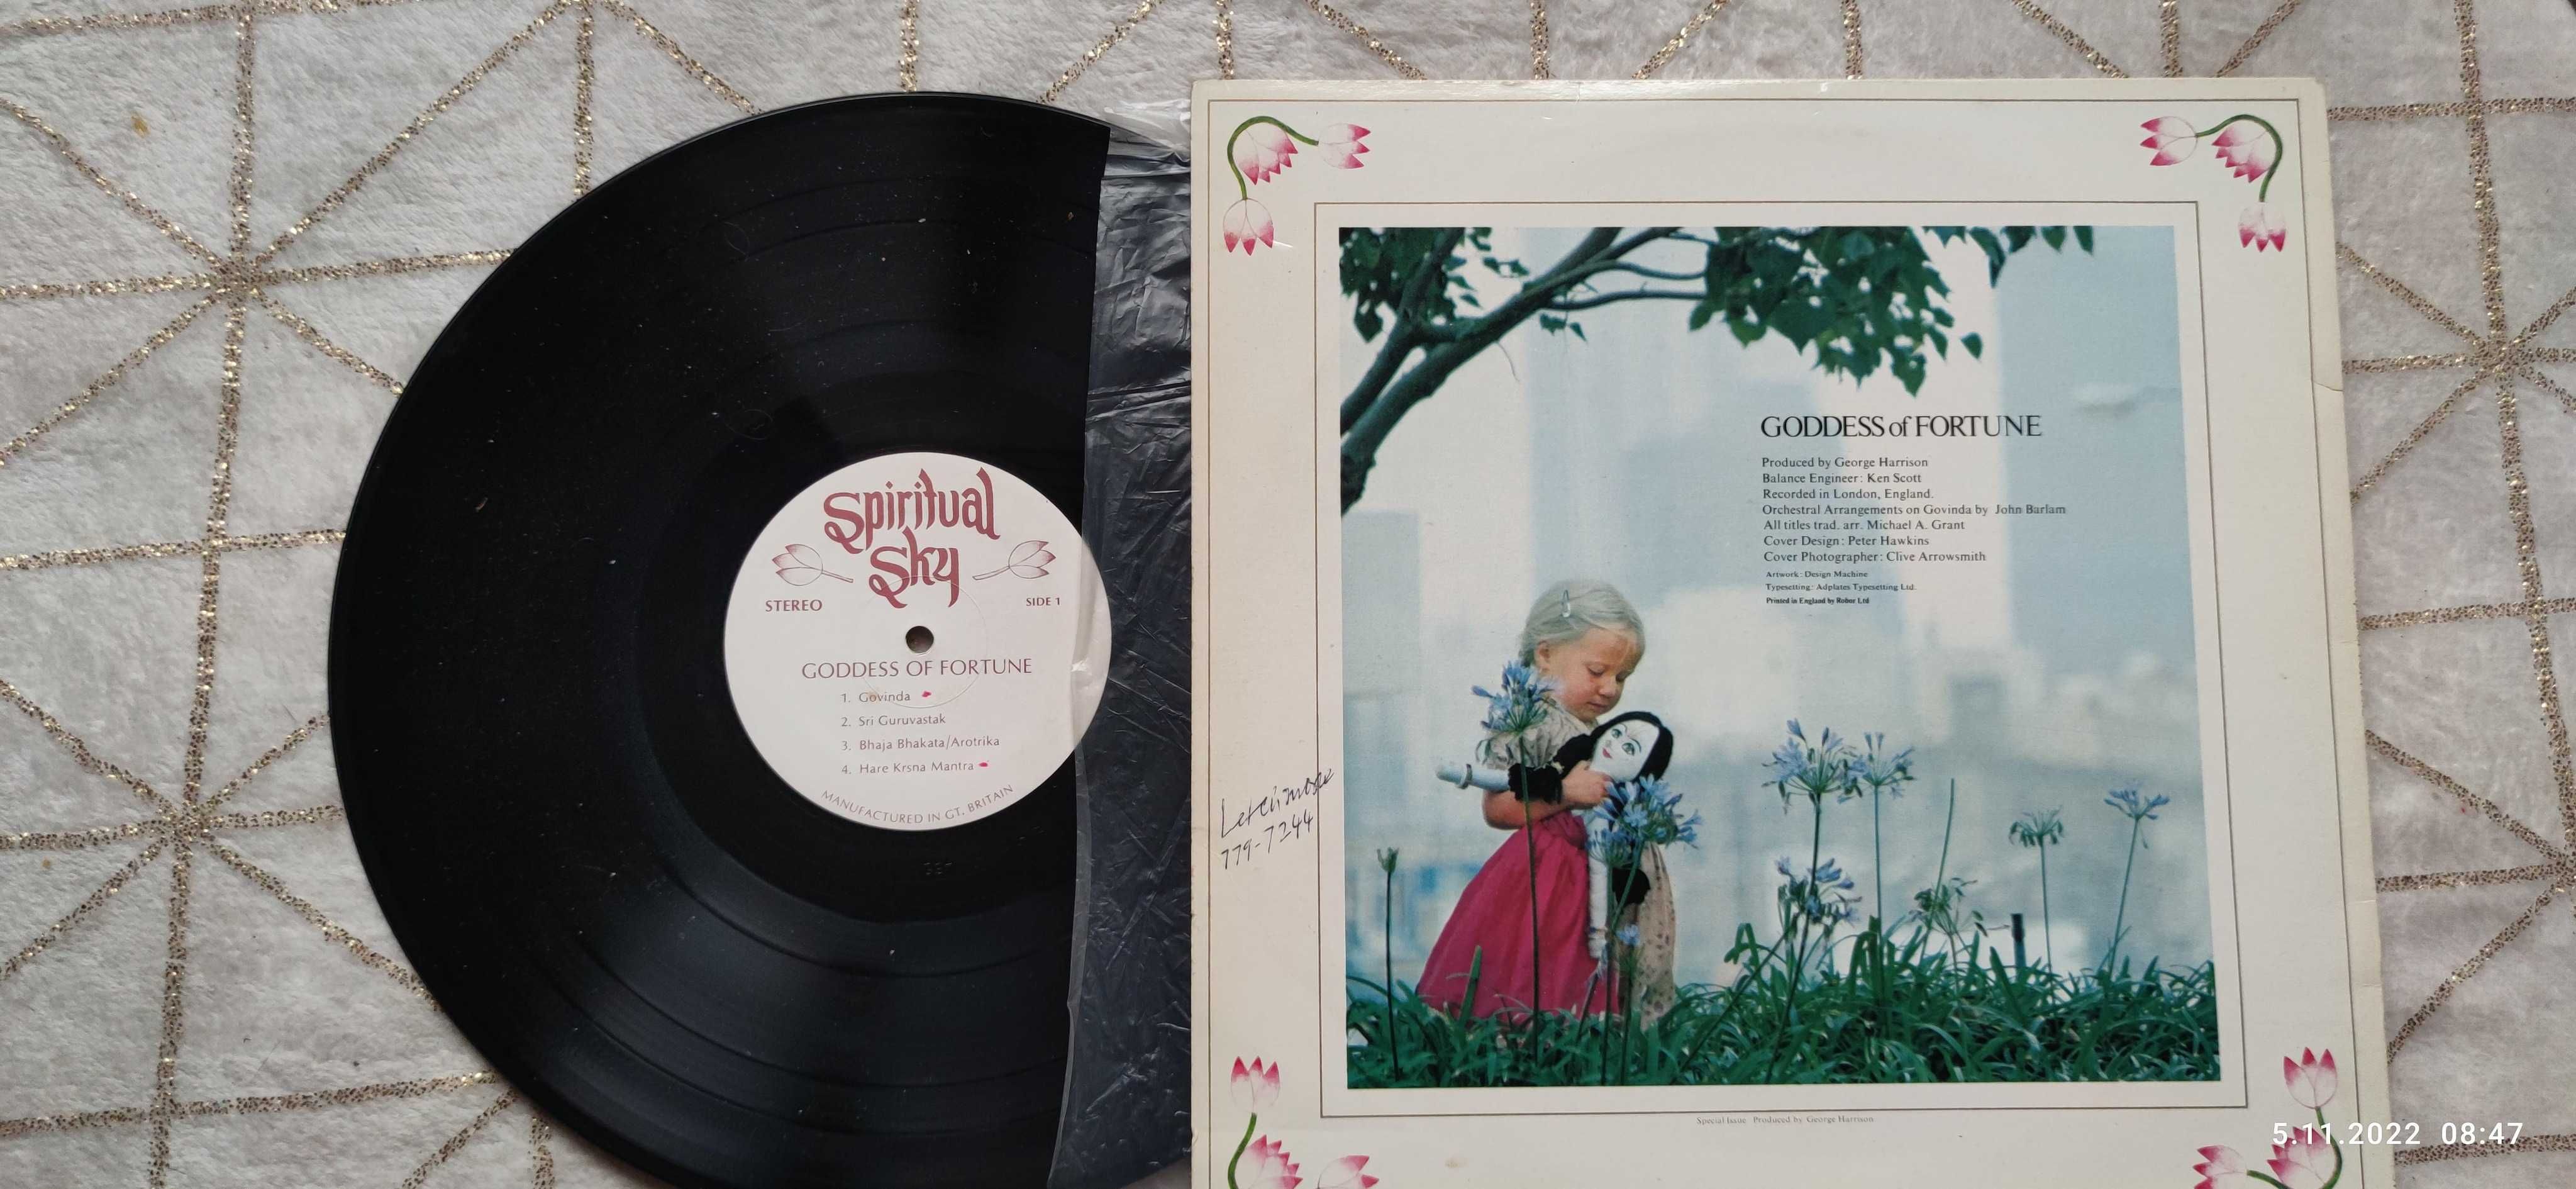 Spiritual
Sky
STEREO
SIDE 1
GODDESS OF FORTUNE
1. Govinda
2. Sri Guruvastak
3. Bhaja Bhakata/Arotrika
4. Hare Krsna Mantra
MANUFACTURED IN GT. BRITAIN
779-7244
GODDESS of FORTUNE
Produced by George Harrison
Balance Engineer: Ken Scott
Recorded in London, England.
Orchestral Arrangements on Govinda by John Barlam
All titles trad. arr. Michael A. Grant
Cover Design: Peter Hawkins
Cover Photographer: Clive Arrowsmith
Artwork: Design Machine
Typesetting: Adplates Typesetting Ltd.
Printed in England by Robor Ltd
Special Issue Produced by George Harrison
5.11.2022 08:47